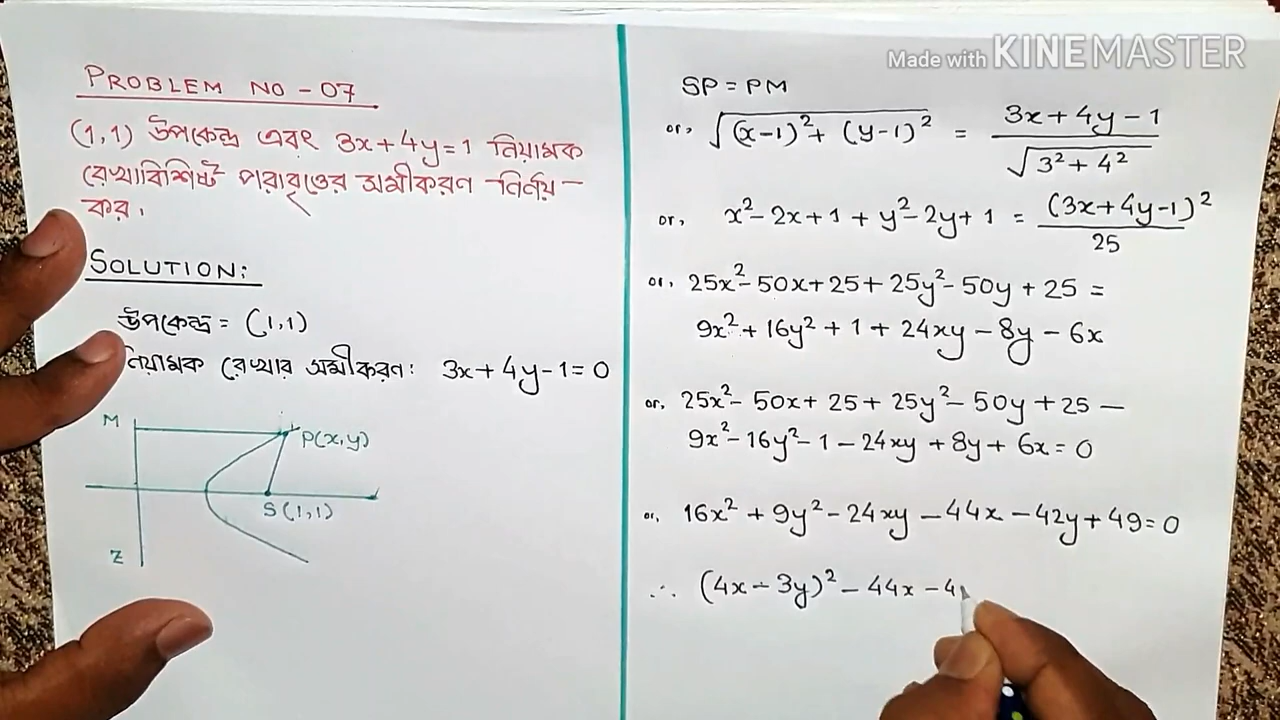 Made with KINEMASTER
PROBLEM NO - 07
(1,1) উপকেন্দ্র এবং 3x+4y=1 নিয়ামক
রেখাবিশিষ্ট পরাবৃত্তের সমীকরণ নির্নয়
কর।
SOLUTION:
উপকেন্দ্র = (1,1)
নিয়ামক রেখার সমীকরণ: 3x+4y-1=0
M
P(x,y)
S(1,1)
Z
SP = PM
or, √(x-1)²+(y-1)² = 3x+4y-1 / √3²+4²
or, x²-2x+1+y²-2y+1 = (3x+4y-1)² / 25
or, 25x²-50x+25+25y²-50y+25 =
9x²+16y²+1+24xy-8y-6x
or, 25x²-50x+25+25y²-50y+25-
9x²-16y²-1-24xy+8y+6x=0
or, 16x²+9y²-24xy-44x-42y+49=0
∴ (4x-3y)²-44x-4